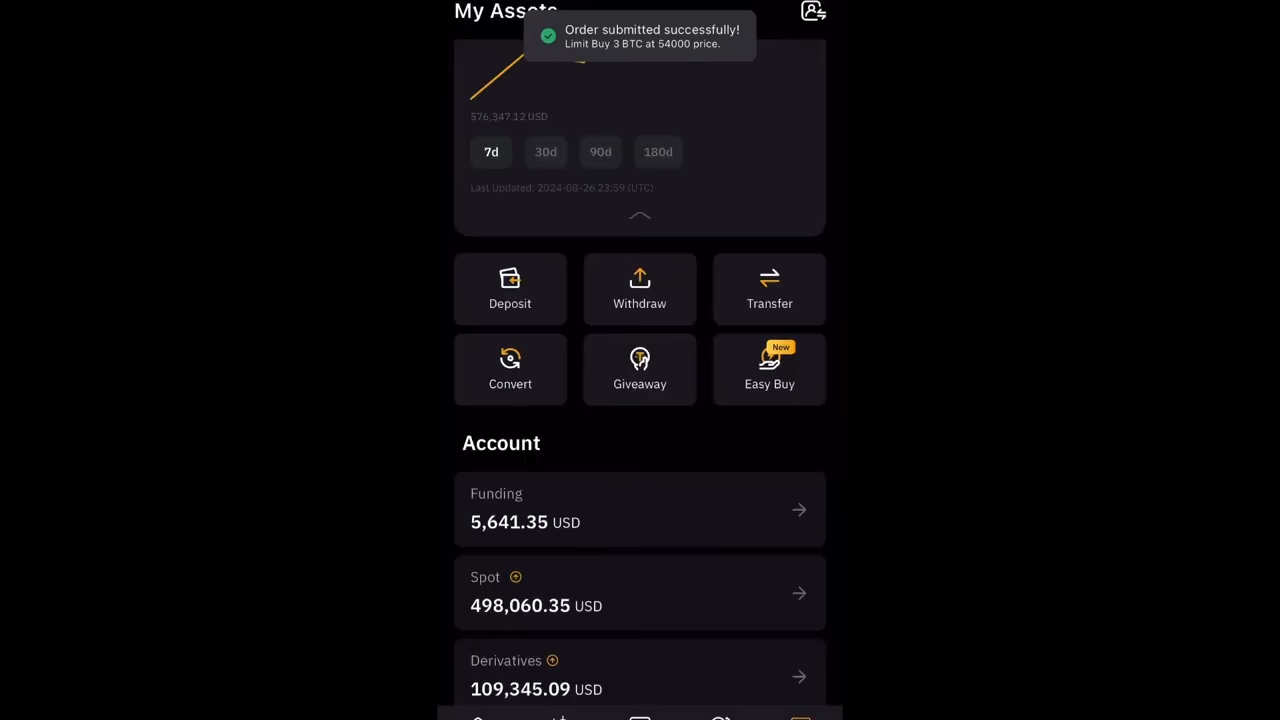 My Assets
Order submitted successfully!
Limit Buy 3 BTC at 54000 price.
576,347.12 USD
7d 30d 90d 180d
Last Updated: 2024-08-26 23:59 (UTC)
Deposit Withdraw Transfer
New
Convert Giveaway Easy Buy
Account
Funding
5,641.35 USD
Spot
498,060.35 USD
Derivatives
109,345.09 USD